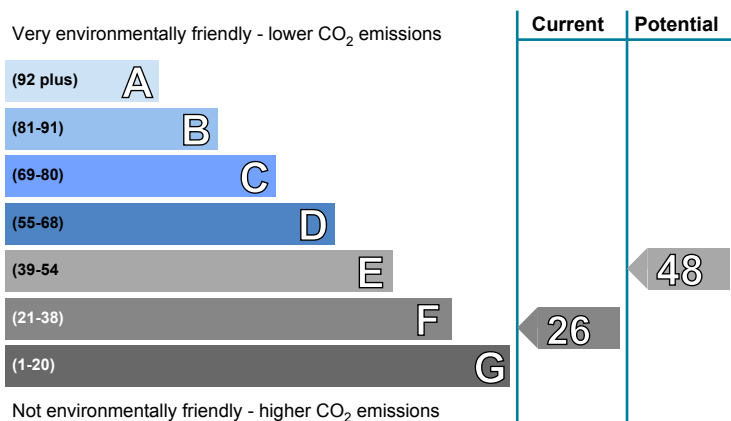 Very environmentally friendly - lower CO2 emissions
Current
Potential
(92 plus) A
(81-91) B
(69-80) C
(55-68) D
(39-54 E
48
(21-38) F
26
(1-20) G
Not environmentally friendly - higher CO2 emissions